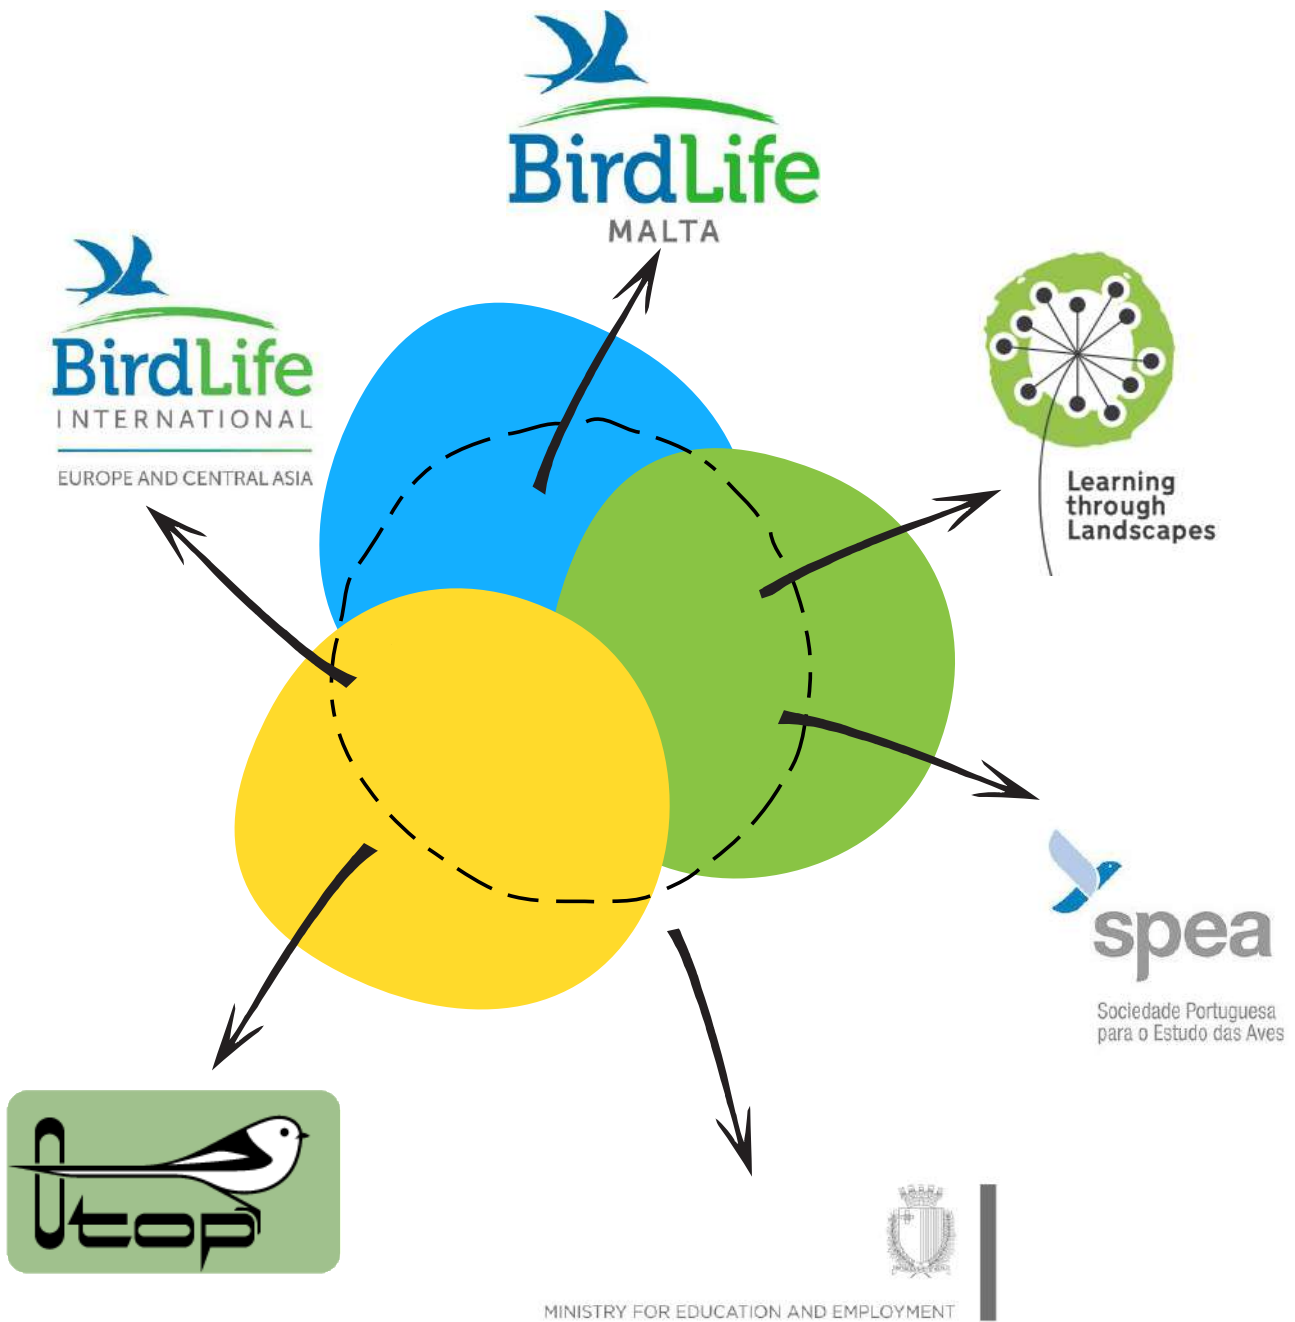 BirdLife
MALTA
BirdLife
INTERNATIONAL
EUROPE AND CENTRAL ASIA
Learning
through
Landscapes
spea
Sociedade Portuguesa
para o Estudo das Aves
Otop
MINISTRY FOR EDUCATION AND EMPLOYMENT